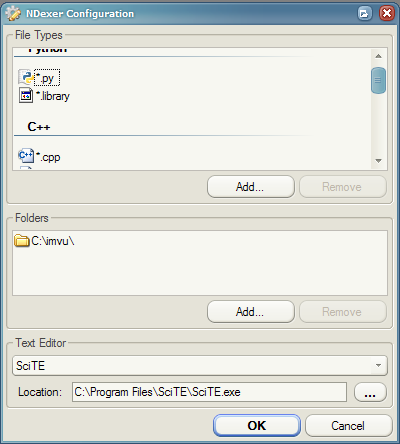 NDexer Configuration
File Types
Python
*.py
*.library
C++
*.cpp
Add... Remove
Folders
C:\imvu\
Add... Remove
Text Editor
SciTE
Location: C:\Program Files\SciTE\SciTE.exe ...
OK Cancel